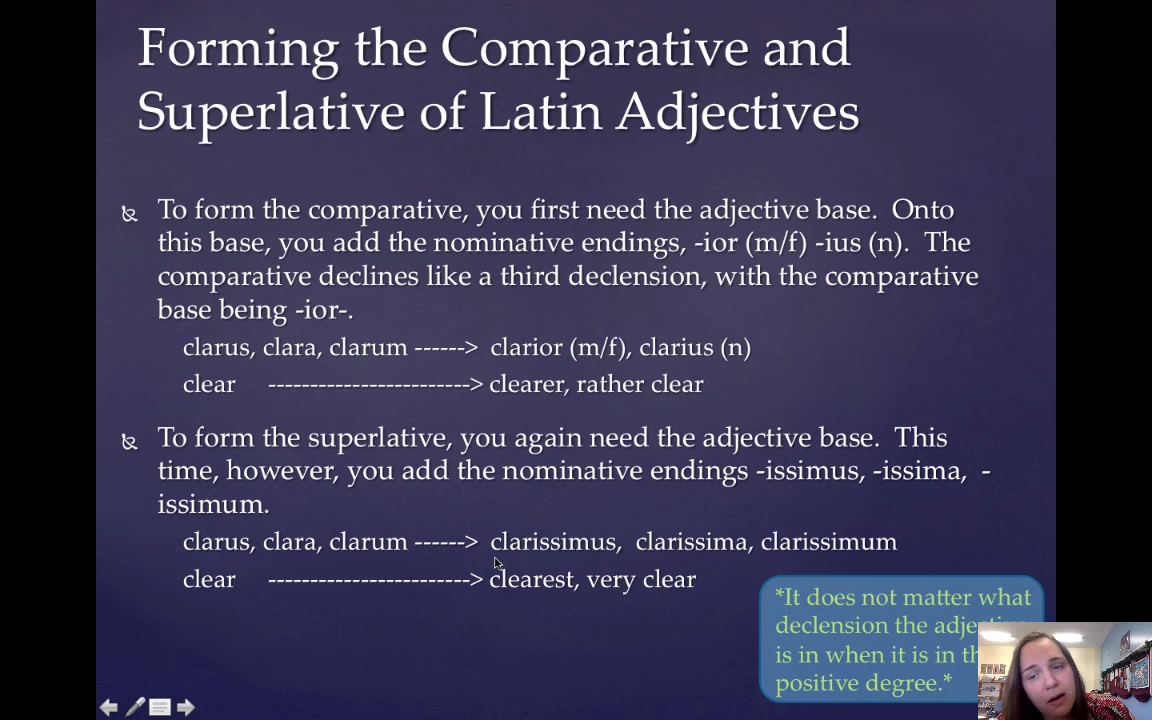 Forming the Comparative and
Superlative of Latin Adjectives
To form the comparative, you first need the adjective base. Onto
this base, you add the nominative endings, -ior (m/f) -ius (n). The
comparative declines like a third declension, with the comparative
base being -ior-.
clarus, clara, clarum ------> clarior (m/f), clarius (n)
clear ------------------------> clearer, rather clear
To form the superlative, you again need the adjective base. This
time, however, you add the nominative endings -issimus, -issima, -
issimum.
clarus, clara, clarum ------> clarissimus, clarissima, clarissimum
clear ------------------------> clearest, very clear
*It does not matter what
declension the
is in when it is in
positive degree.*